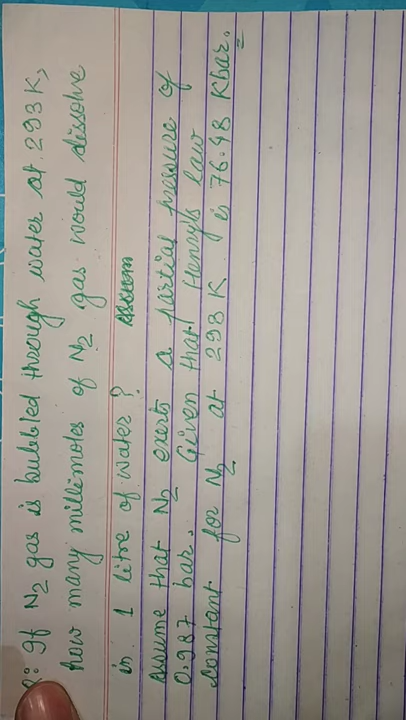 Q: If N2 gas is bubbled through water at 293 K,
how many millimoles of N2 gas would dissolve
in 1 litre of water?
Assume that N2 exerts a partial pressure of
0.987 bar. Given that Henry's law
constant for N2 at 293 K is 76.48 Kbar.